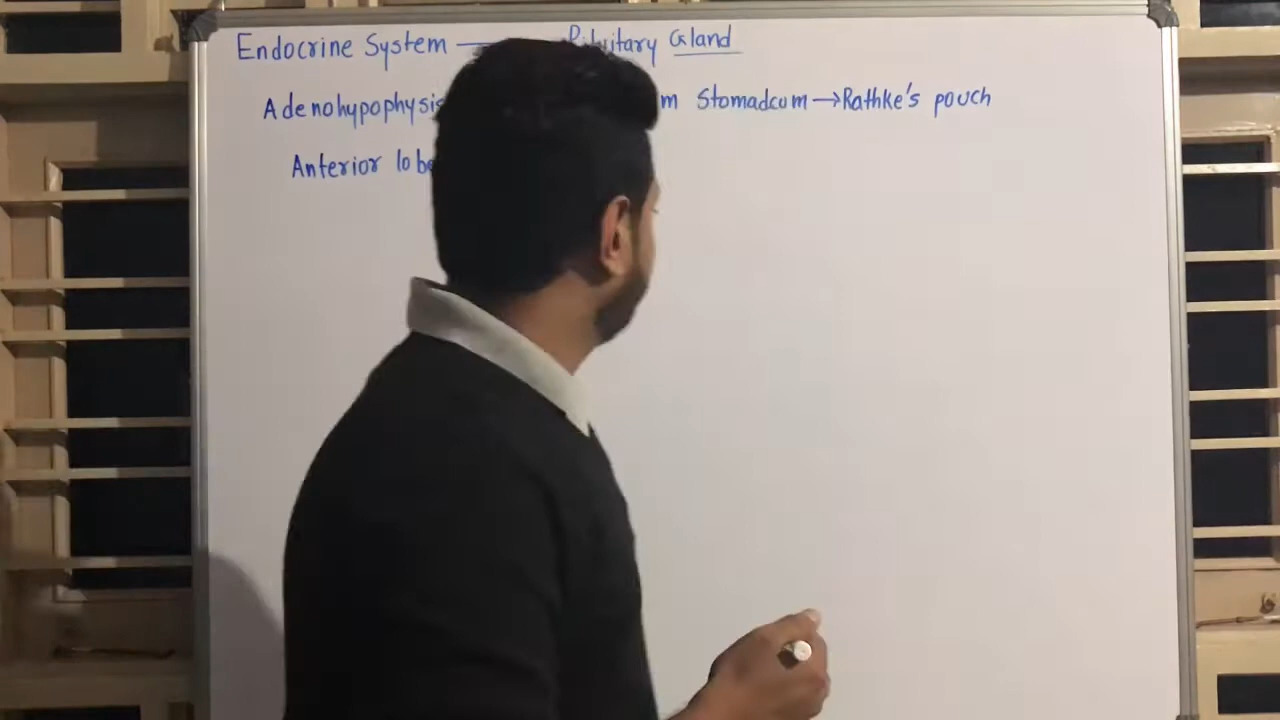 Endocrine System — Pituitary Gland
Adenohypophysis m Stomadeum → Rathke's pouch
Anterior lobe